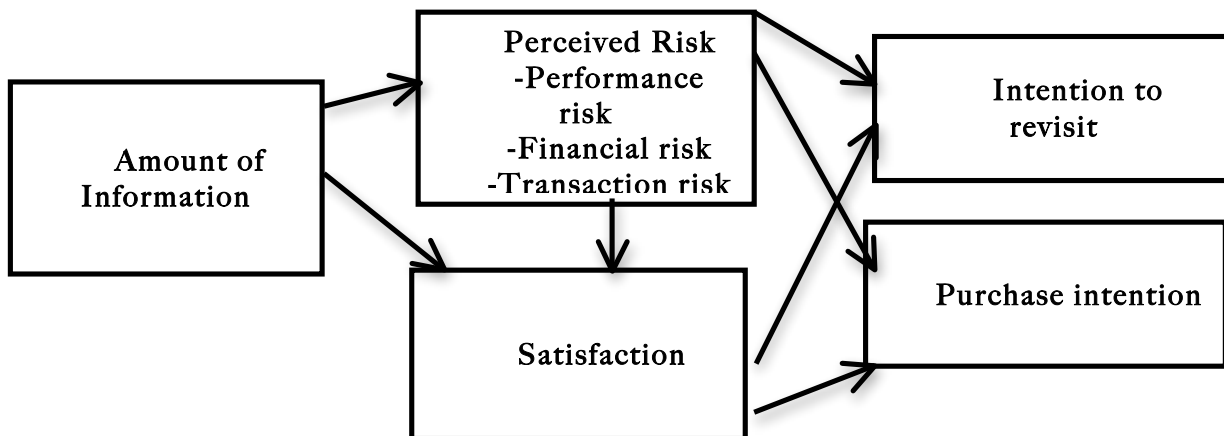 Amount of
Information
Perceived Risk
-Performance
risk
-Financial risk
-Transaction risk
Satisfaction
Intention to
revisit
Purchase intention